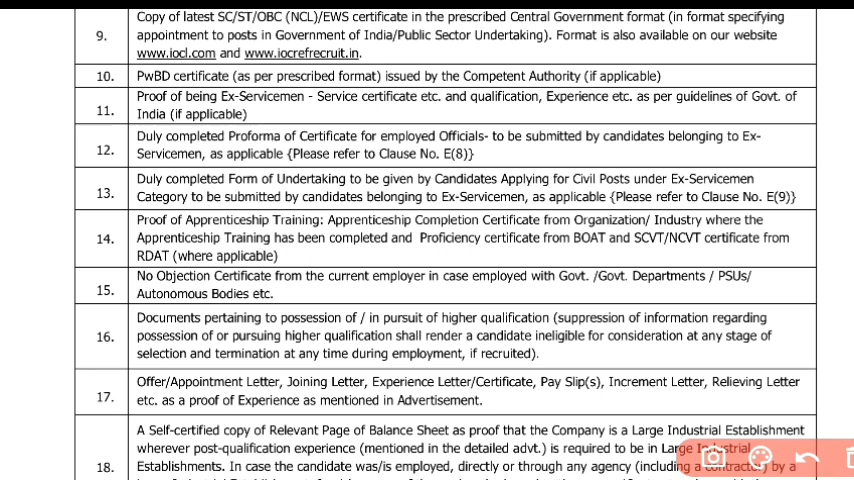 9. Copy of latest SC/ST/OBC (NCL)/EWS certificate in the prescribed Central Government format (in format specifying
appointment to posts in Government of India/Public Sector Undertaking). Format is also available on our website
www.iocl.com and www.iocrefrecruit.in.
10. PwBD certificate (as per prescribed format) issued by the Competent Authority (if applicable)
11. Proof of being Ex-Servicemen - Service certificate etc. and qualification, Experience etc. as per guidelines of Govt. of
India (if applicable)
12. Duly completed Proforma of Certificate for employed Officials- to be submitted by candidates belonging to Ex-
Servicemen, as applicable {Please refer to Clause No. E(8)}
13. Duly completed Form of Undertaking to be given by Candidates Applying for Civil Posts under Ex-Servicemen
Category to be submitted by candidates belonging to Ex-Servicemen, as applicable {Please refer to Clause No. E(9)}
14. Proof of Apprenticeship Training: Apprenticeship Completion Certificate from Organization/ Industry where the
Apprenticeship Training has been completed and Proficiency certificate from BOAT and SCVT/NCVT certificate from
RDAT (where applicable)
15. No Objection Certificate from the current employer in case employed with Govt. /Govt. Departments / PSUs/
Autonomous Bodies etc.
16. Documents pertaining to possession of / in pursuit of higher qualification (suppression of information regarding
possession of or pursuing higher qualification shall render a candidate ineligible for consideration at any stage of
selection and termination at any time during employment, if recruited).
17. Offer/Appointment Letter, Joining Letter, Experience Letter/Certificate, Pay Slip(s), Increment Letter, Relieving Letter
etc. as a proof of Experience as mentioned in Advertisement.
18. A Self-certified copy of Relevant Page of Balance Sheet as proof that the Company is a Large Industrial Establishment
wherever post-qualification experience (mentioned in the detailed advt.) is required to be in Large Industrial
Establishments. In case the candidate was/is employed, directly or through any agency (including a contractor) by a